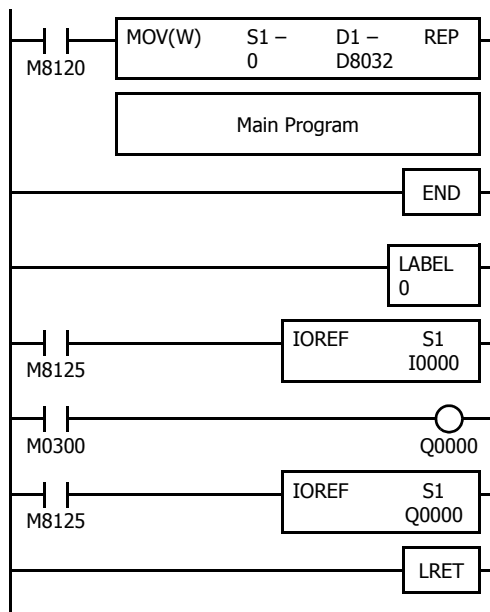 MOV(W) S1 – D1 – REP
0 D8032
M8120
Main Program
END
LABEL
0
IOREF S1
I0000
M8125
M0300
Q0000
IOREF S1
Q0000
M8125
LRET